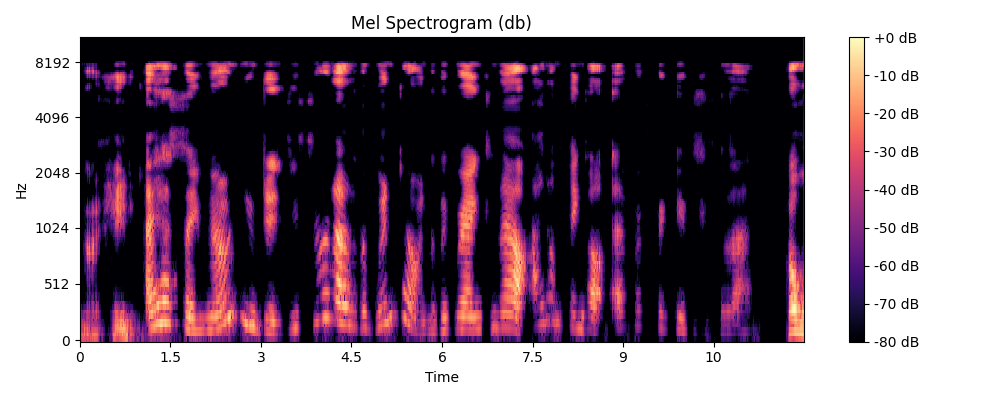 Mel Spectrogram (db)
8192
4096
2048
1024
512
0
Hz
0 1.5 3 4.5 6 7.5 9 10
Time
+0 dB
-10 dB
-20 dB
-30 dB
-40 dB
-50 dB
-60 dB
-70 dB
-80 dB